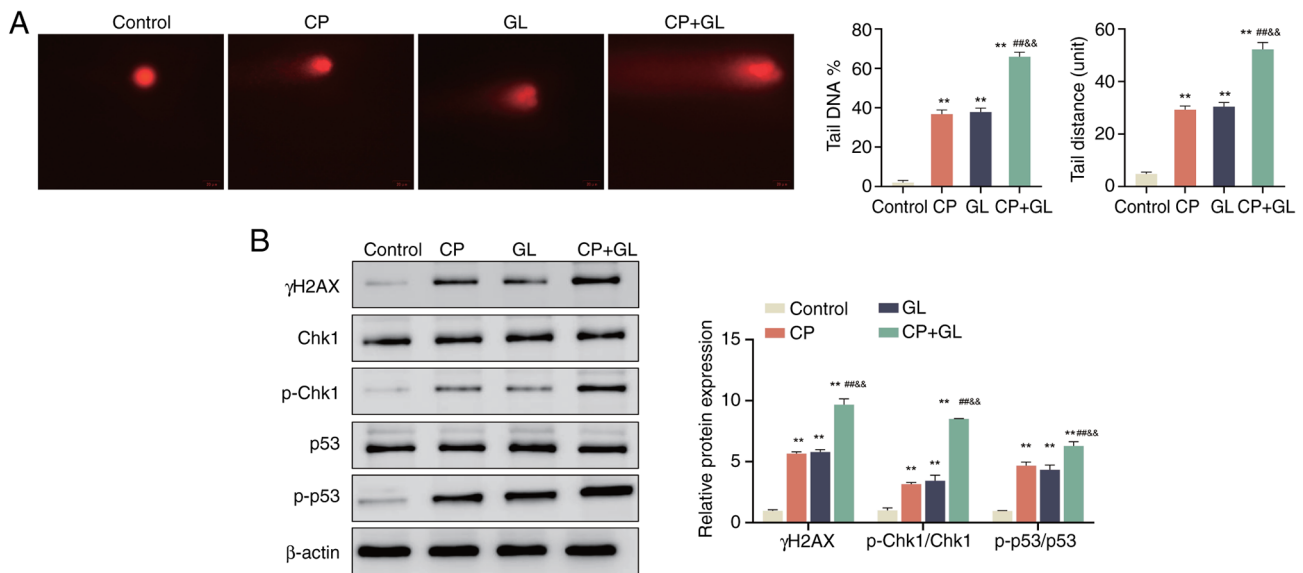 A
Control CP GL CP+GL
Tail DNA %
80
60
40
20
0
** ** ** ##&&
Control CP GL CP+GL
Tail distance (unit)
60
40
20
0
** ** ** ##&&
Control CP GL CP+GL
B
Control CP GL CP+GL
γH2AX
Chk1
p-Chk1
p53
p-p53
β-actin
Control GL
CP CP+GL
Relative protein expression
15
10
5
0
** ** ** ##&&
** ** ** ##&&
** ** **##&&
γH2AX p-Chk1/Chk1 p-p53/p53